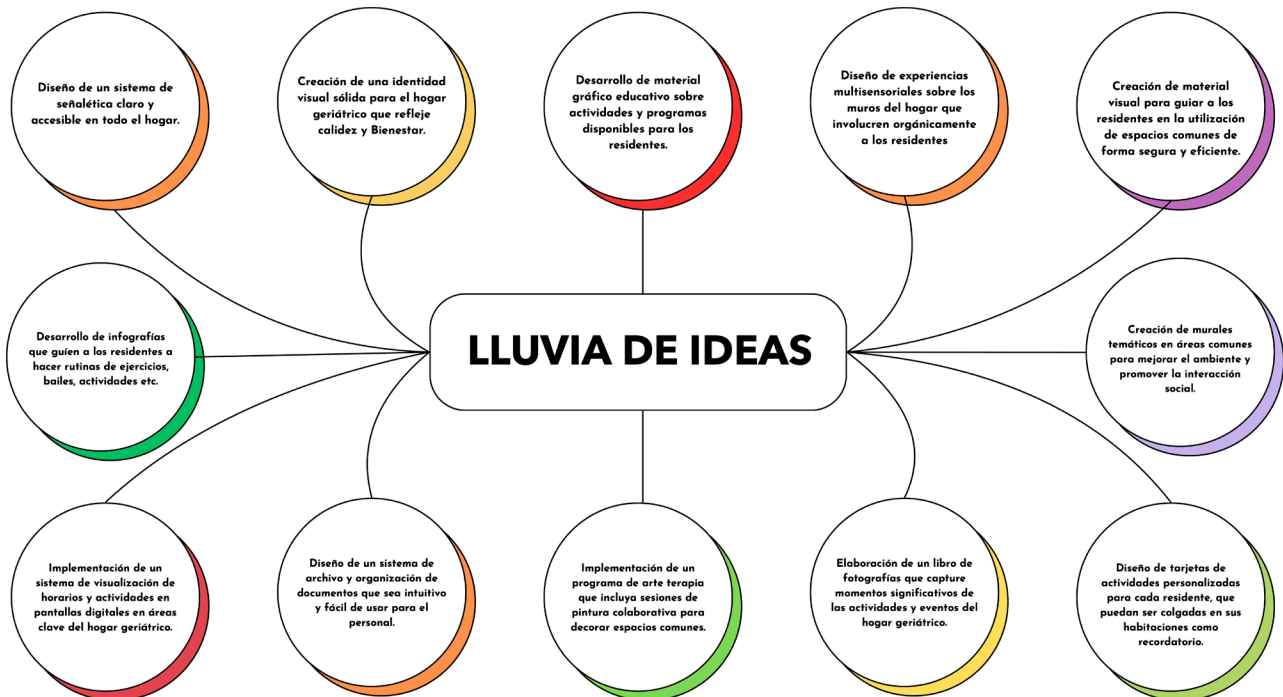 Diseño de un sistema de
señalética claro y
accesible en todo el hogar.
Creación de una identidad
visual sólida para el hogar
geriátrico que refleje
calidez y Bienestar.
Desarrollo de material
gráfico educativo sobre
actividades y programas
disponibles para los
residentes.
Diseño de experiencias
multisensoriales sobre los
muros del hogar que
involucren orgánicamente
a los residentes
Creación de material
visual para guiar a los
residentes en la utilización
de espacios comunes de
forma segura y eficiente.
Desarrollo de infografías
que guíen a los residentes a
hacer rutinas de ejercicios,
bailes, actividades etc.
LLUVIA DE IDEAS
Creación de murales
temáticos en áreas comunes
para mejorar el ambiente y
promover la interacción
social.
Implementación de un
sistema de visualización de
horarios y actividades en
pantallas digitales en áreas
clave del hogar geriátrico.
Diseño de un sistema de
archivo y organización de
documentos que sea intuitivo
y fácil de usar para el
personal.
Implementación de un
programa de arte terapia
que incluya sesiones de
pintura colaborativa para
decorar espacios comunes.
Elaboración de un libro de
fotografías que capture
momentos significativos de
las actividades y eventos del
hogar geriátrico.
Diseño de tarjetas de
actividades personalizadas
para cada residente, que
puedan ser colgadas en sus
habitaciones como
recordatorio.